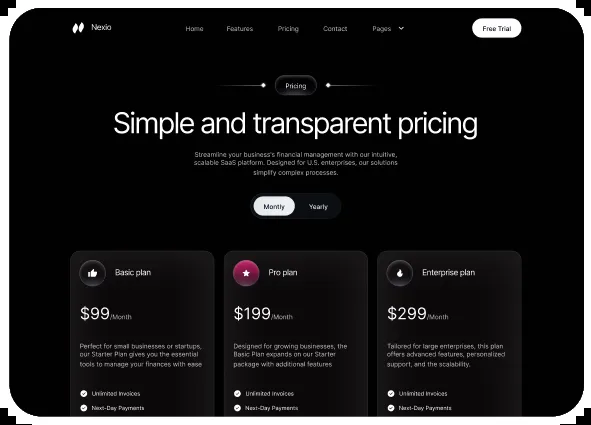 Nexio
Home Features Pricing Contact Pages
Free Trial
Pricing
Simple and transparent pricing
Streamline your business's financial management with our intuitive,
scalable SaaS platform. Designed for U.S. enterprises, our solutions
simplify complex processes.
Montly Yearly
Basic plan
$99/Month
Perfect for small businesses or startups,
our Starter Plan gives you the essential
tools to manage your finances with ease
Unlimited Invoices
Next-Day Payments
Pro plan
$199/Month
Designed for growing businesses, the
Basic Plan expands on our Starter
package with additional features
Unlimited Invoices
Next-Day Payments
Enterprise plan
$299/Month
Tailored for large enterprises, this plan
offers advanced features, personalized
support, and the scalability.
Unlimited Invoices
Next-Day Payments